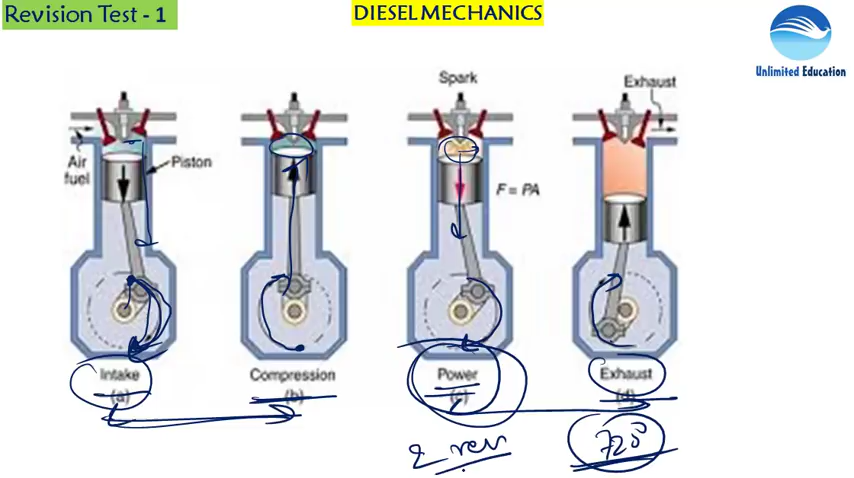 Revision Test - 1
DIESEL MECHANICS
Unlimited Education
Spark
Exhaust
Air
fuel
Piston
F = PA
Intake
Compression
Power
Exhaust
(a)
(b)
(c)
(d)
2 rev
720°